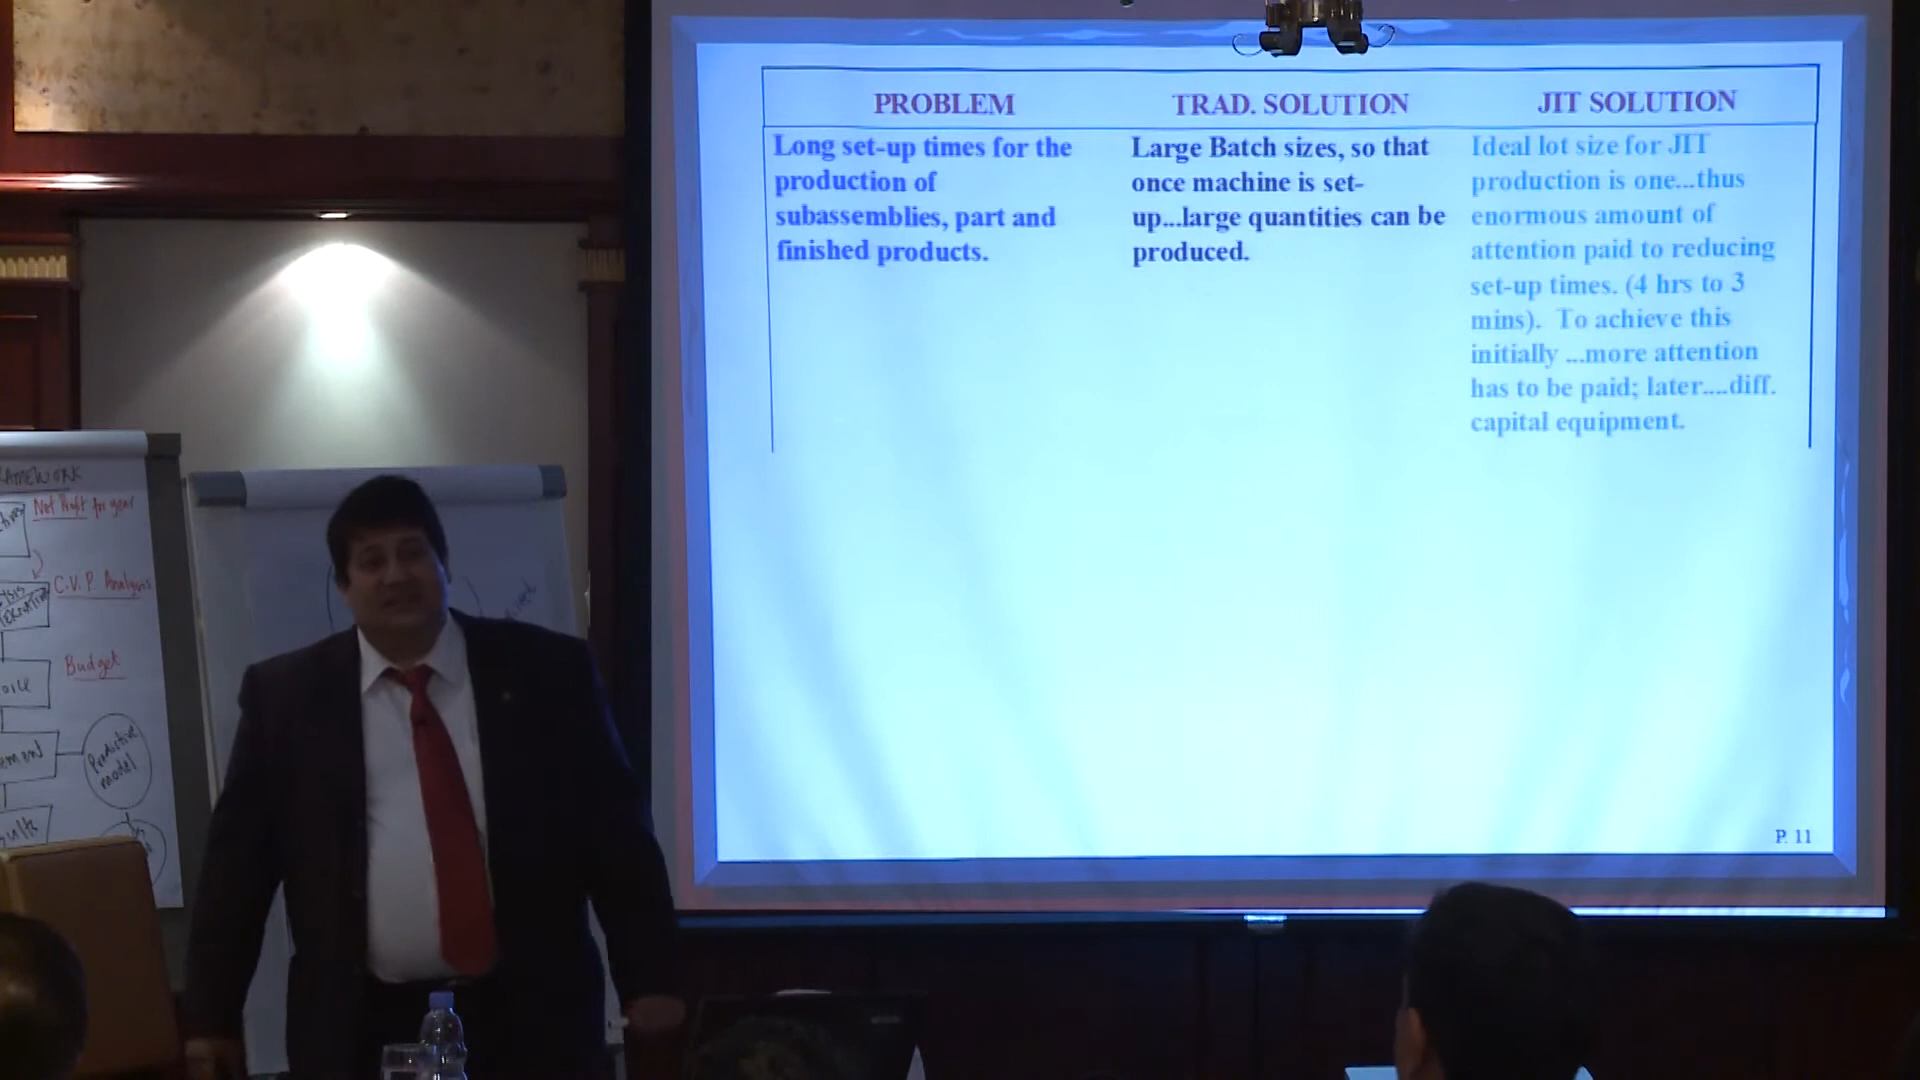 PROBLEM
TRAD. SOLUTION
JIT SOLUTION
Long set-up times for the
production of
subassemblies, part and
finished products.
Large Batch sizes, so that
once machine is set-
up...large quantities can be
produced.
Ideal lot size for JIT
production is one...thus
enormous amount of
attention paid to reducing
set-up times. (4 hrs to 3
mins). To achieve this
initially ...more attention
has to be paid; later....diff.
capital equipment.
P. 11
Net Profit for year
C.V.P. Analysis
Budget
Predictive
model